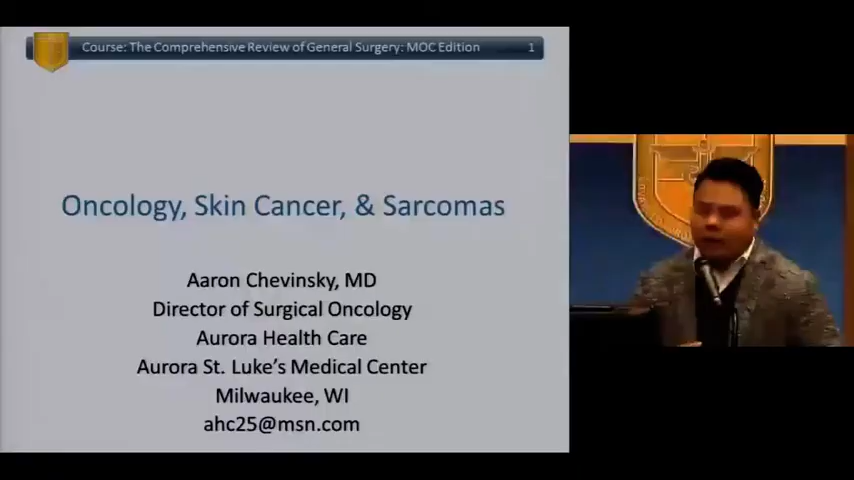 Course: The Comprehensive Review of General Surgery: MOC Edition 1
Oncology, Skin Cancer, & Sarcomas
Aaron Chevinsky, MD
Director of Surgical Oncology
Aurora Health Care
Aurora St. Luke's Medical Center
Milwaukee, WI
ahc25@msn.com